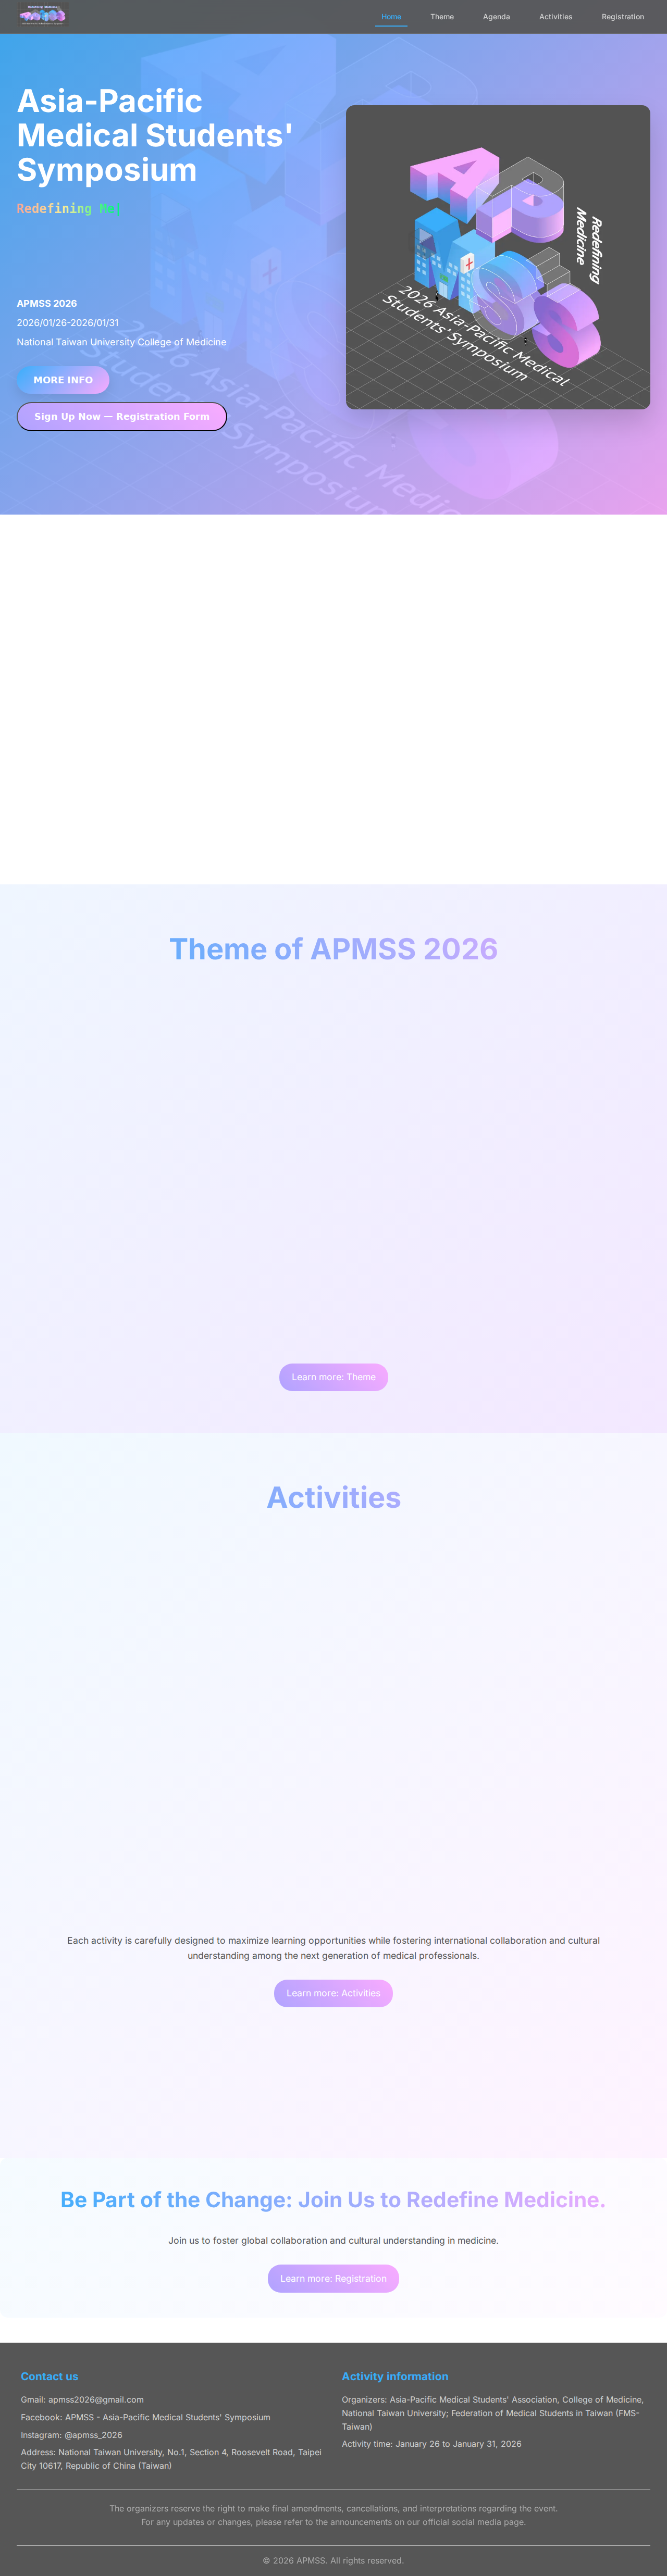 Home
Theme
Agenda
Activities
Registration
Asia-Pacific
Medical Students'
Symposium
Redefining Me|
APMSS 2026
2026/01/26-2026/01/31
National Taiwan University College of Medicine
MORE INFO
Sign Up Now — Registration Form
Redefining
Medicine
2026 Asia-Pacific Medical
Students' Symposium
Theme of APMSS 2026
Learn more: Theme
Activities
Each activity is carefully designed to maximize learning opportunities while fostering international collaboration and cultural
understanding among the next generation of medical professionals.
Learn more: Activities
Be Part of the Change: Join Us to Redefine Medicine.
Join us to foster global collaboration and cultural understanding in medicine.
Learn more: Registration
Contact us
Gmail: apmss2026@gmail.com
Facebook: APMSS - Asia-Pacific Medical Students' Symposium
Instagram: @apmss_2026
Address: National Taiwan University, No.1, Section 4, Roosevelt Road, Taipei
City 10617, Republic of China (Taiwan)
Activity information
Organizers: Asia-Pacific Medical Students' Association, College of Medicine,
National Taiwan University; Federation of Medical Students in Taiwan (FMS-
Taiwan)
Activity time: January 26 to January 31, 2026
The organizers reserve the right to make final amendments, cancellations, and interpretations regarding the event.
For any updates or changes, please refer to the announcements on our official social media page.
© 2026 APMSS. All rights reserved.